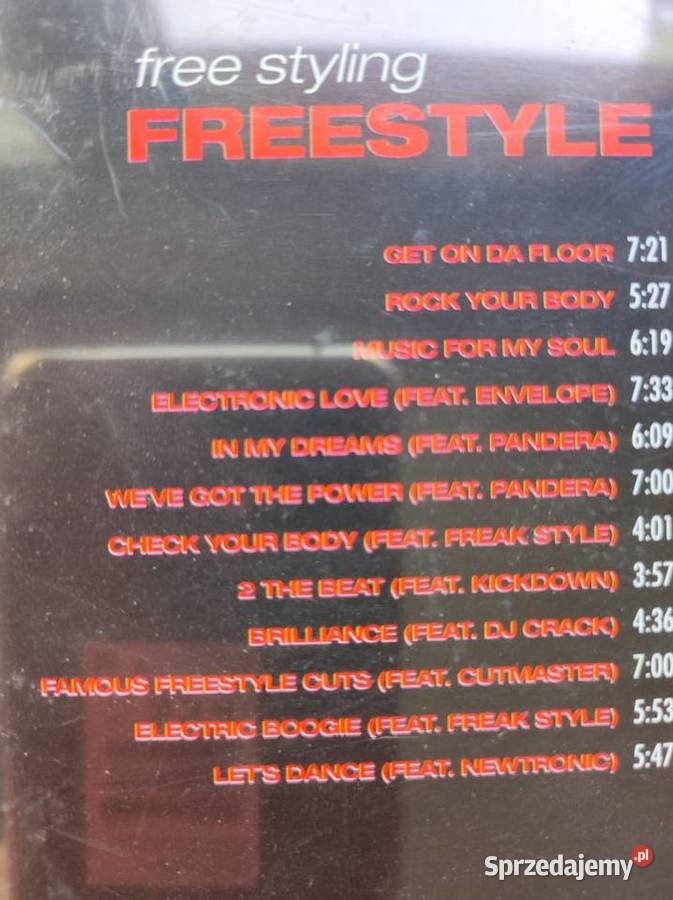 free styling
FREESTYLE
GET ON DA FLOOR 7:21
ROCK YOUR BODY 5:27
MUSIC FOR MY SOUL 6:19
ELECTRONIC LOVE (FEAT. ENVELOPE) 7:33
IN MY DREAMS (FEAT. PANDERA) 6:09
WE'VE GOT THE POWER (FEAT. PANDERA) 7:00
CHECK YOUR BODY (FEAT. FREAK STYLE) 4:01
2 THE BEAT (FEAT. KICKDOWN) 3:57
BRILLIANCE (FEAT. DJ CRACK) 4:36
FAMOUS FREESTYLE CUTS (FEAT. CUTMASTER) 7:00
ELECTRIC BOOGIE (FEAT. FREAK STYLE) 5:53
LET'S DANCE (FEAT. NEWTRONIC) 5:47
Sprzedajemy.pl